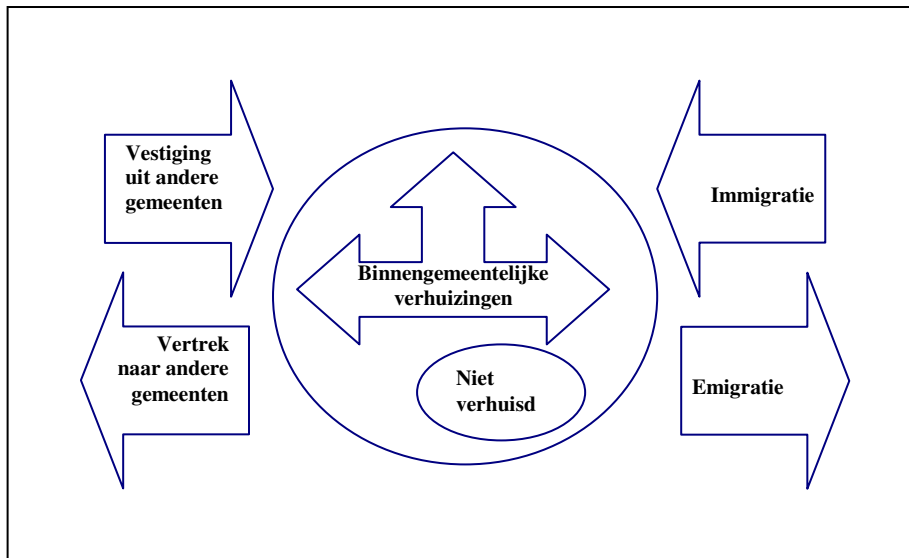 Vestiging
uit andere
gemeenten
Immigratie
Binnengemeentelijke
verhuizingen
Vertrek
naar andere
gemeenten
Niet
verhuisd
Emigratie